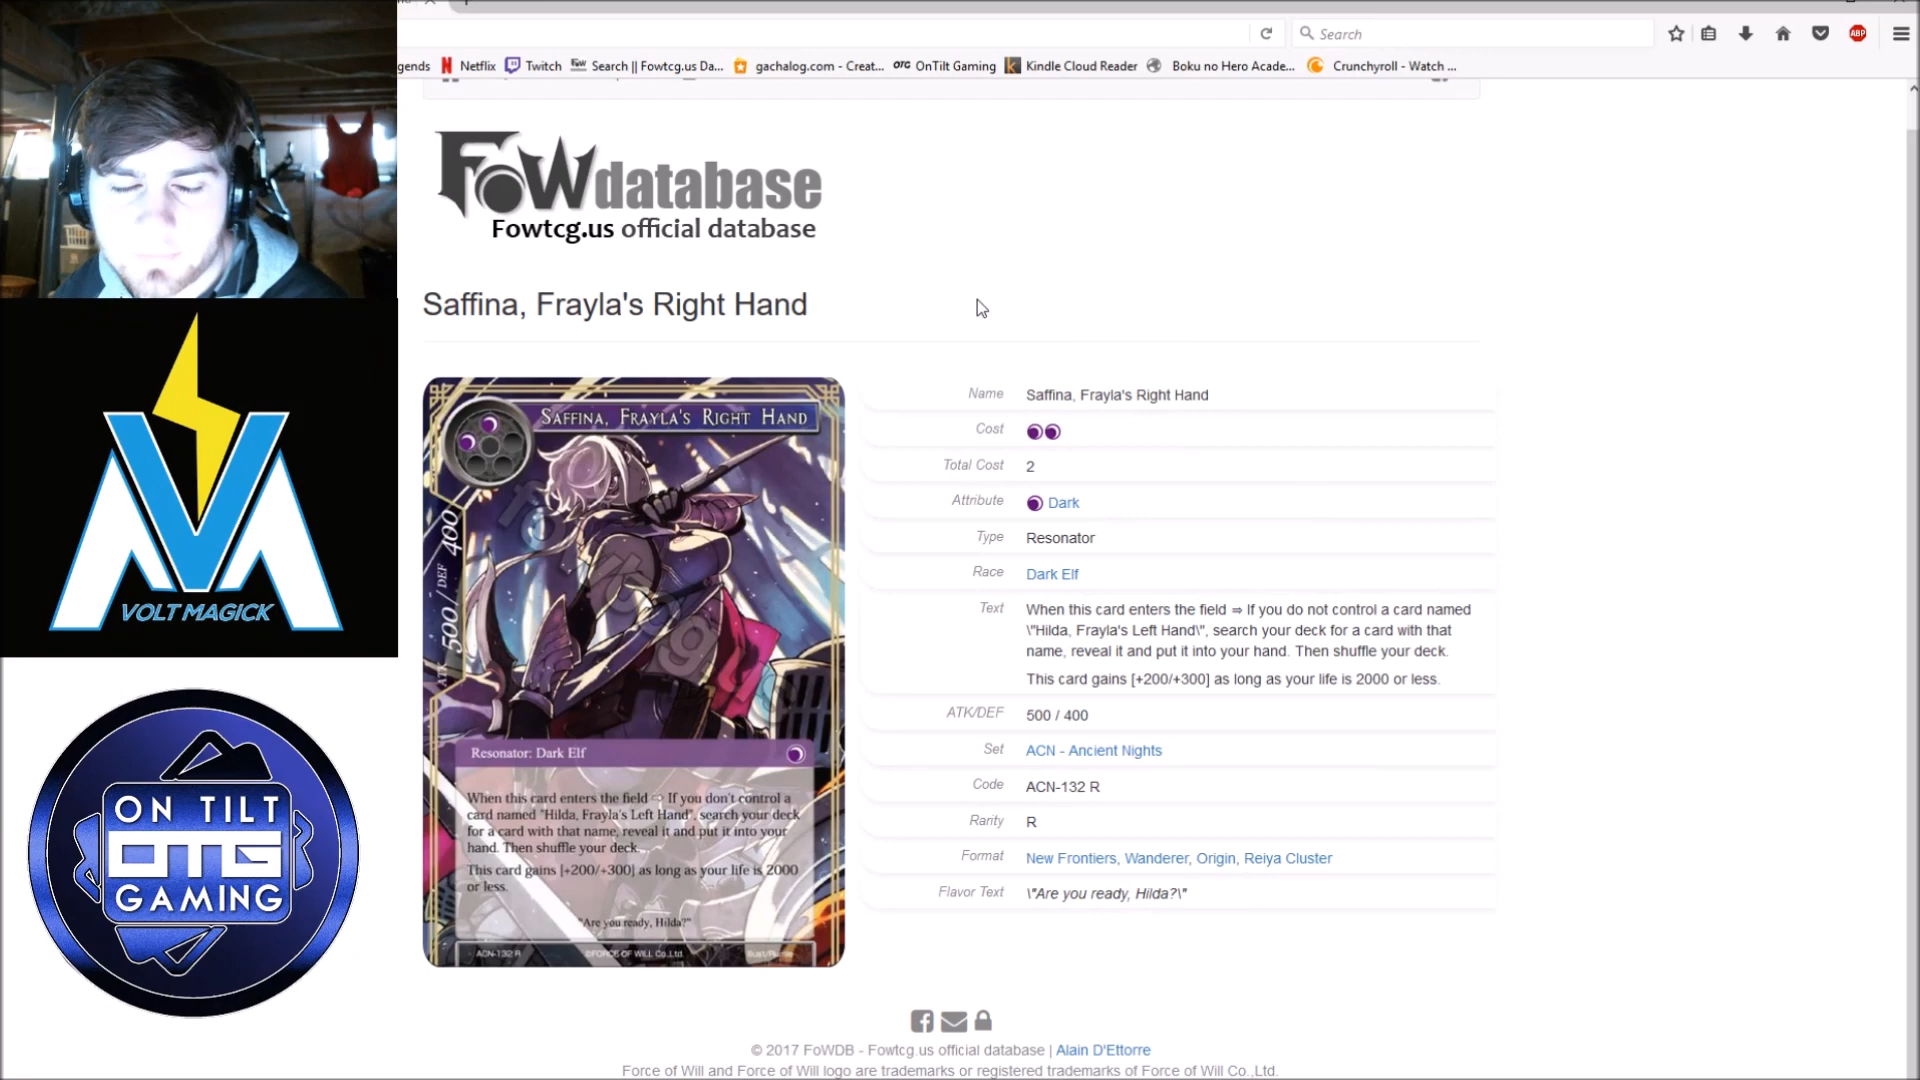 Search
gends Netflix Twitch Search || Fowtcg.us Da... gachalog.com - Creat... OTG OnTilt Gaming Kindle Cloud Reader Boku no Hero Acade... Crunchyroll - Watch ...
FoWdatabase
Fowtcg.us official database
Saffina, Frayla's Right Hand
SAFFINA, FRAYLA'S RIGHT HAND
ATK 500 / DEF 400
Resonator: Dark Elf
When this card enters the field ⇒ If you don't control a
card named "Hilda, Frayla's Left Hand", search your deck
for a card with that name, reveal it and put it into your
hand. Then shuffle your deck.
This card gains [+200/+300] as long as your life is 2000
or less.
"Are you ready, Hilda?"
ACN-132 R ©FORCE OF WILL Co.,Ltd.
Name Saffina, Frayla's Right Hand
Cost
Total Cost 2
Attribute Dark
Type Resonator
Race Dark Elf
Text When this card enters the field ⇒ If you do not control a card named
\"Hilda, Frayla's Left Hand\", search your deck for a card with that
name, reveal it and put it into your hand. Then shuffle your deck.
This card gains [+200/+300] as long as your life is 2000 or less.
ATK/DEF 500 / 400
Set ACN - Ancient Nights
Code ACN-132 R
Rarity R
Format New Frontiers, Wanderer, Origin, Reiya Cluster
Flavor Text \"Are you ready, Hilda?\"
© 2017 FoWDB - Fowtcg.us official database | Alain D'Ettorre
Force of Will and Force of Will logo are trademarks or registered trademarks of Force of Will Co.,Ltd.
VOLT MAGICK
ON TILT
OTG
GAMING
ABP